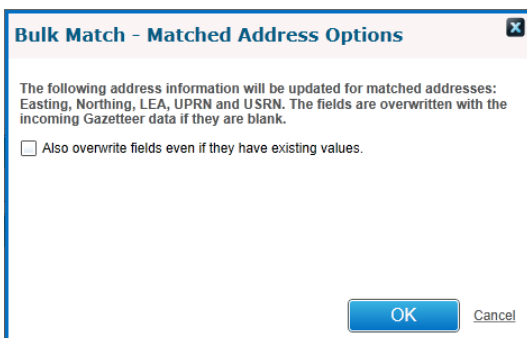 Bulk Match - Matched Address Options
The following address information will be updated for matched addresses:
Easting, Northing, LEA, UPRN and USRN. The fields are overwritten with the
incoming Gazetteer data if they are blank.
Also overwrite fields even if they have existing values.
OK
Cancel